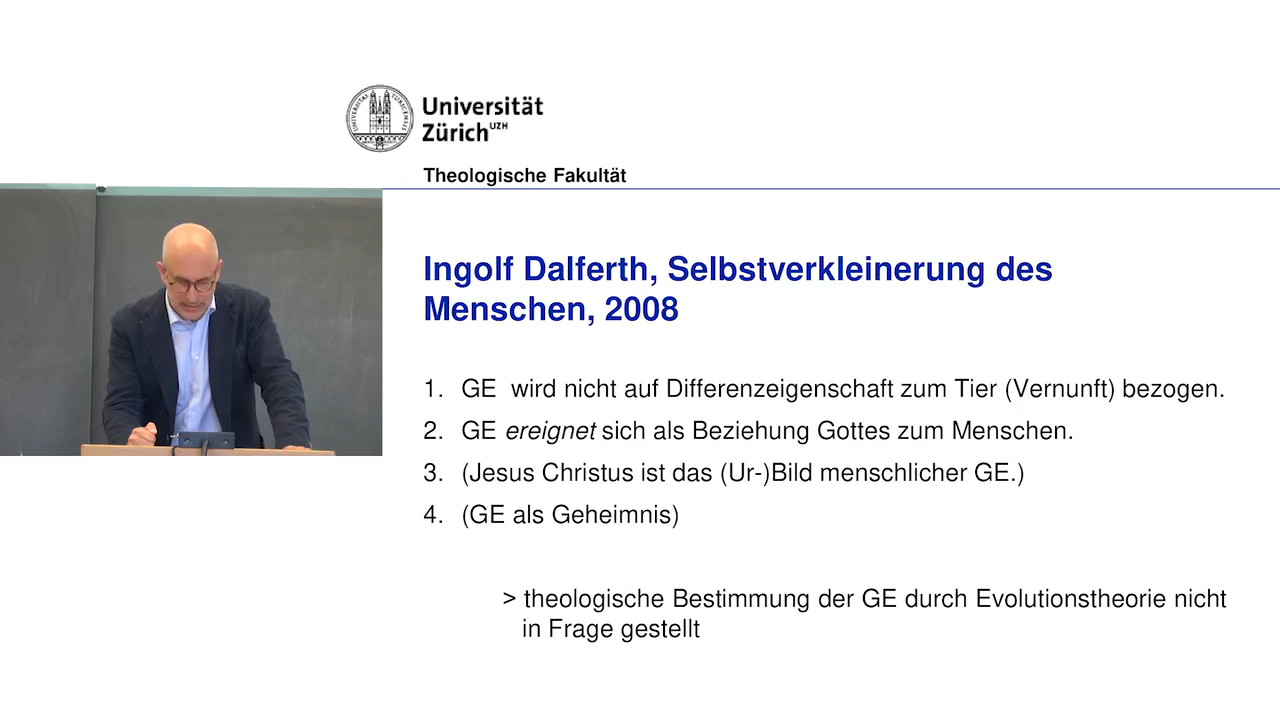 Universität
Zürich UZH
Theologische Fakultät
Ingolf Dalferth, Selbstverkleinerung des
Menschen, 2008
1. GE wird nicht auf Differenzeigenschaft zum Tier (Vernunft) bezogen.
2. GE ereignet sich als Beziehung Gottes zum Menschen.
3. (Jesus Christus ist das (Ur-)Bild menschlicher GE.)
4. (GE als Geheimnis)
> theologische Bestimmung der GE durch Evolutionstheorie nicht
in Frage gestellt